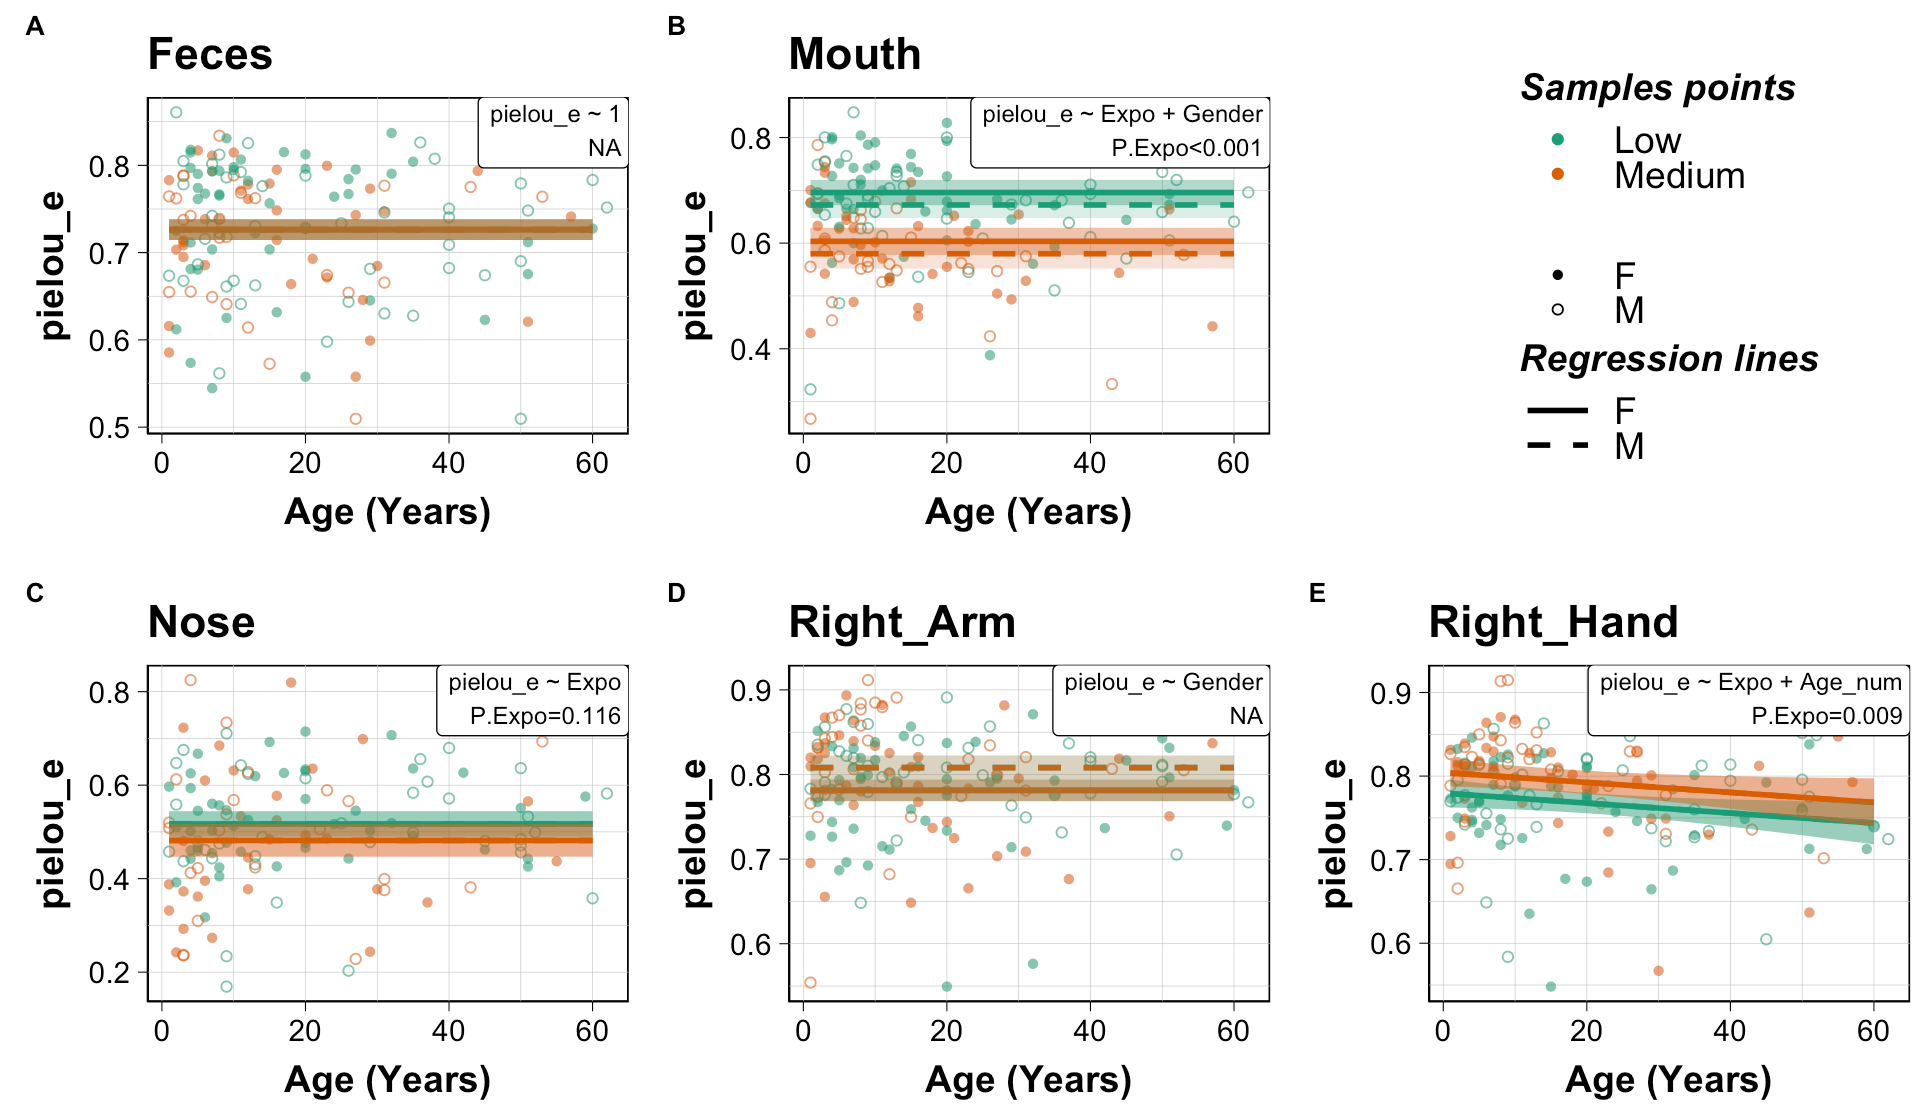 A
Feces
pielou_e ~ 1
NA
0.8
0.7
0.6
0.5
pielou_e
0 20 40 60
Age (Years)
B
Mouth
pielou_e ~ Expo + Gender
P.Expo<0.001
0.8
0.6
0.4
pielou_e
0 20 40 60
Age (Years)
Samples points
Low
Medium
F
M
Regression lines
F
M
C
Nose
pielou_e ~ Expo
P.Expo=0.116
0.8
0.6
0.4
0.2
pielou_e
0 20 40 60
Age (Years)
D
Right_Arm
pielou_e ~ Gender
NA
0.9
0.8
0.7
0.6
pielou_e
0 20 40 60
Age (Years)
E
Right_Hand
pielou_e ~ Expo + Age_num
P.Expo=0.009
0.9
0.8
0.7
0.6
pielou_e
0 20 40 60
Age (Years)